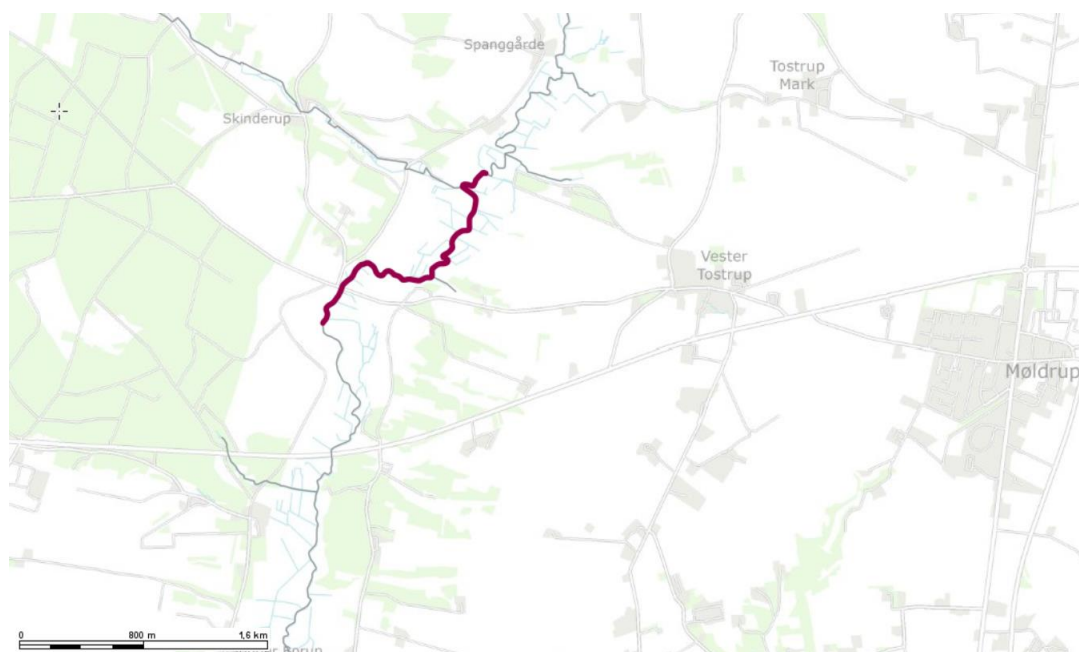 Spanggårde
Tostrup
Mark
Skinderup
Vester
Tostrup
Møldrup
0 800 m 1,6 km